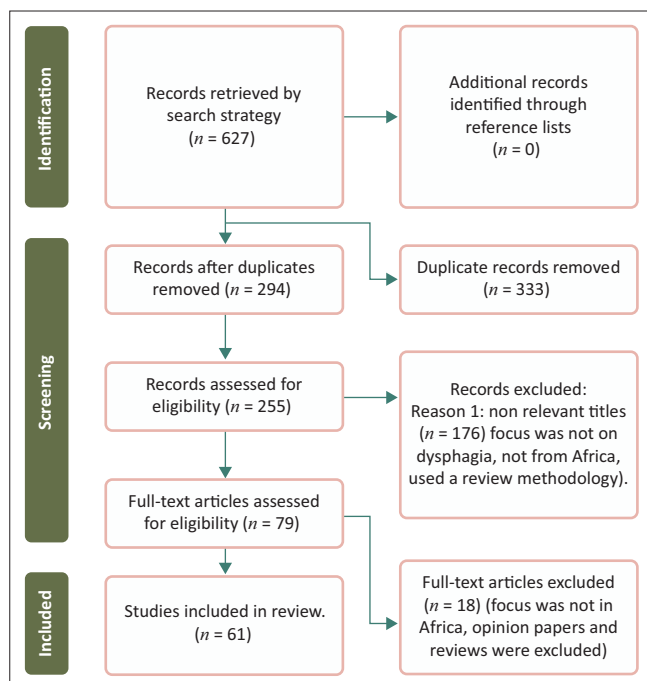 Identification
Records retrieved by
search strategy
(n = 627)
Additional records
identified through
reference lists
(n = 0)
Screening
Records after duplicates
removed (n = 294)
Duplicate records removed
(n = 333)
Records assessed for
eligibility (n = 255)
Records excluded:
Reason 1: non relevant titles
(n = 176) focus was not on
dysphagia, not from Africa,
used a review methodology).
Full-text articles assessed
for eligibility (n = 79)
Included
Studies included in review.
(n = 61)
Full-text articles excluded
(n = 18) (focus was not in
Africa, opinion papers and
reviews were excluded)